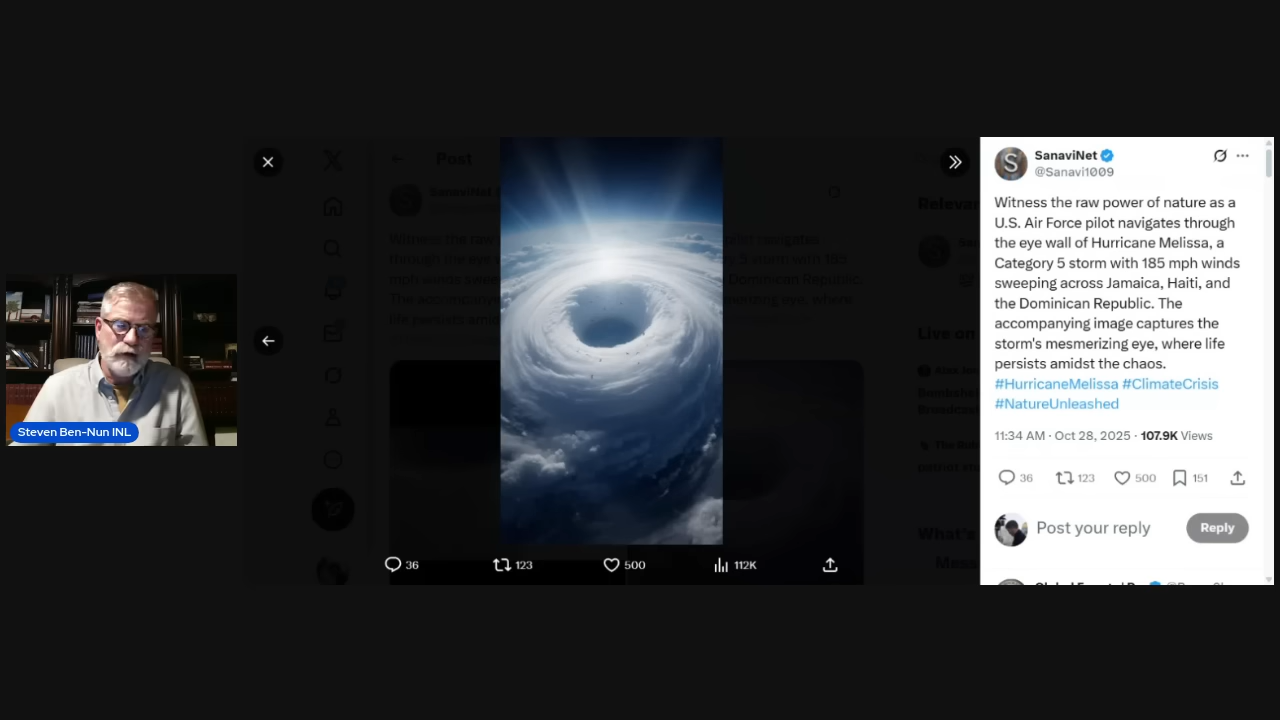 Steven Ben-Nun INL
Post
SanaviNet
@Sanavi1009
Witness the raw power of nature as a
U.S. Air Force pilot navigates through
the eye wall of Hurricane Melissa, a
Category 5 storm with 185 mph winds
sweeping across Jamaica, Haiti, and
the Dominican Republic. The
accompanying image captures the
storm's mesmerizing eye, where life
persists amidst the chaos.
#HurricaneMelissa #ClimateCrisis
#NatureUnleashed
11:34 AM · Oct 28, 2025 · 107.9K Views
36 123 500 151
Post your reply Reply
36 123 500 112K